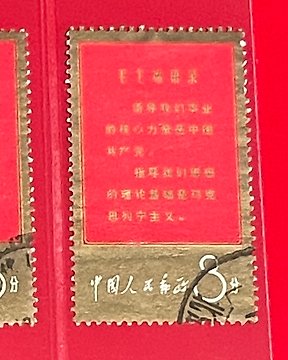 毛主席语录
领导我们事业
的核心力量是中国
共产党。
指导我们思想
的理论基础是马克
思列宁主义。
中国人民邮政 8分